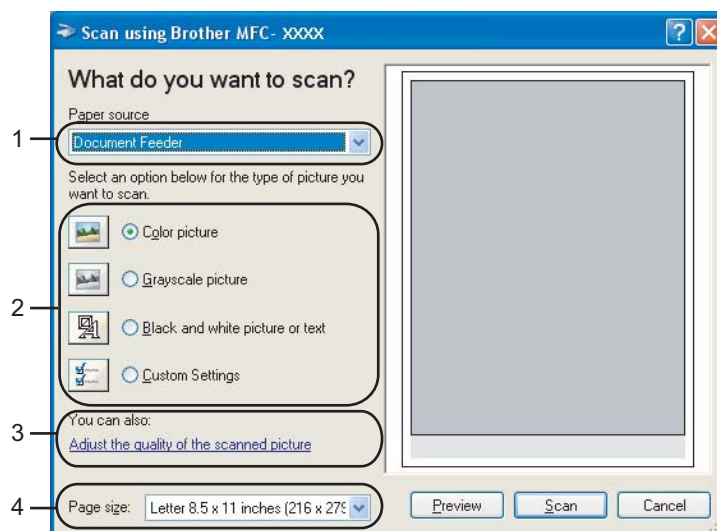 Scan using Brother MFC- XXXX
What do you want to scan?
Paper source
1
Document Feeder
Select an option below for the type of picture you
want to scan.
2
Color picture
Grayscale picture
Black and white picture or text
Custom Settings
3
You can also:
Adjust the quality of the scanned picture
4
Page size:
Letter 8.5 x 11 inches (216 x 279
Preview
Scan
Cancel